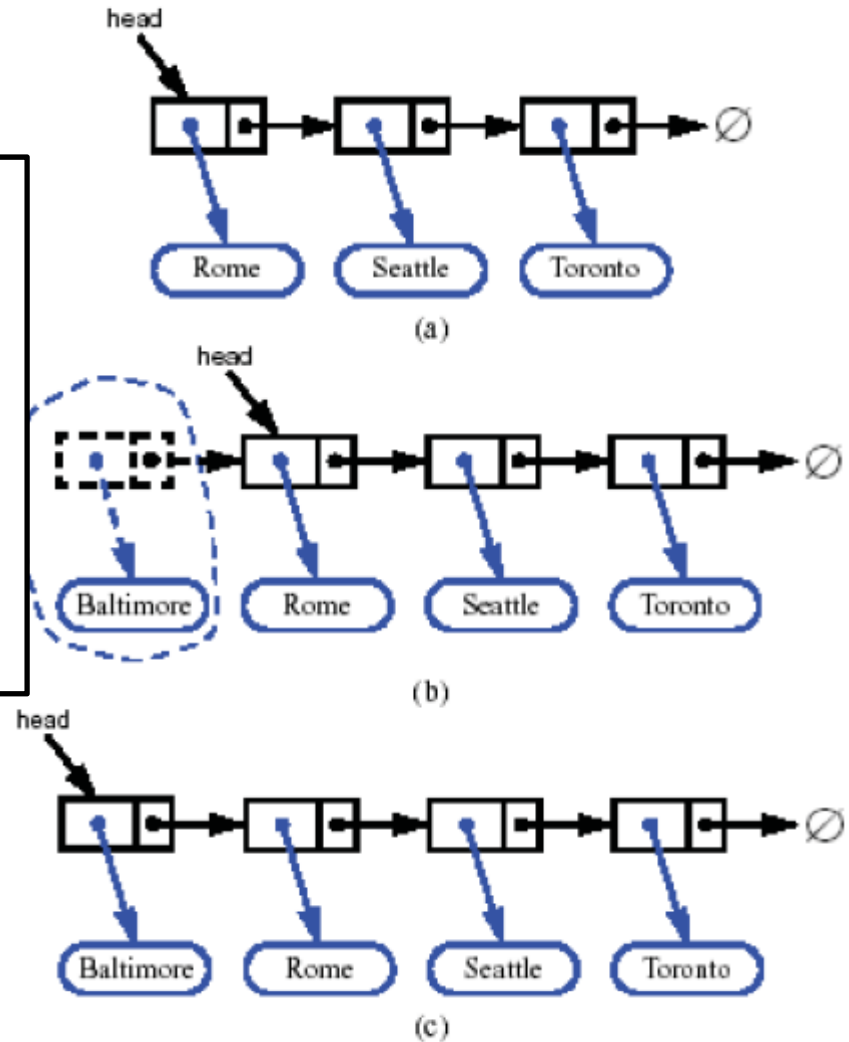 head
∅
Rome Seattle Toronto
(a)
head
∅
Baltimore Rome Seattle Toronto
(b)
head
∅
Baltimore Rome Seattle Toronto
(c)